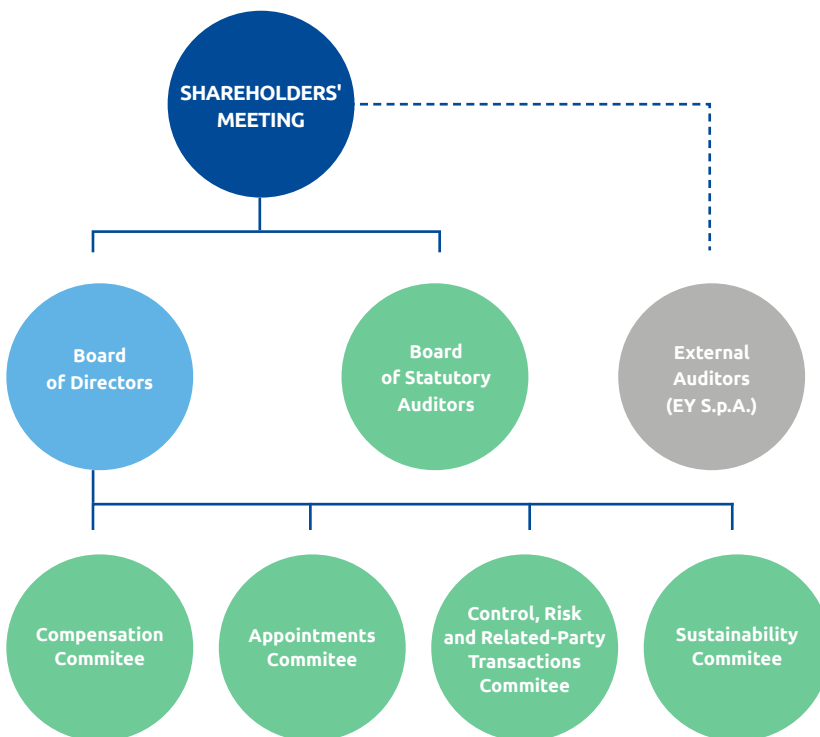 SHAREHOLDERS'
MEETING
Board
of Directors
Board
of Statutory
Auditors
External
Auditors
(EY S.p.A.)
Compensation
Commitee
Appointments
Commitee
Control, Risk
and Related-Party
Transactions
Commitee
Sustainability
Commitee